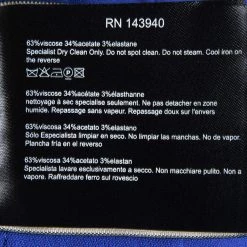 RN 143940
63%viscose 34%acetato 3%elastane
Specialist Dry Clean Only. Do not spot clean. Do not steam. Cool iron on
the reverse
63%viscose 34%acétate 3%élasthanne
nettoyage à sec specialise seulement. Ne pas detacher en zone
humide. Repassage sans vapeur. Repassage doux sur l'envers
63%viscosa 34%acetato 3%elastano
Sólo Especialista limpiado en seco. No limpiar las manchas. No de vapor.
Plancha fría en el reverso
63%viscosa 34%acetato 3%elastan
Specialista lavare esclusivamente a secco. Non macchiare pulito. Non a
vapore. Raffreddare ferro sul rovescio